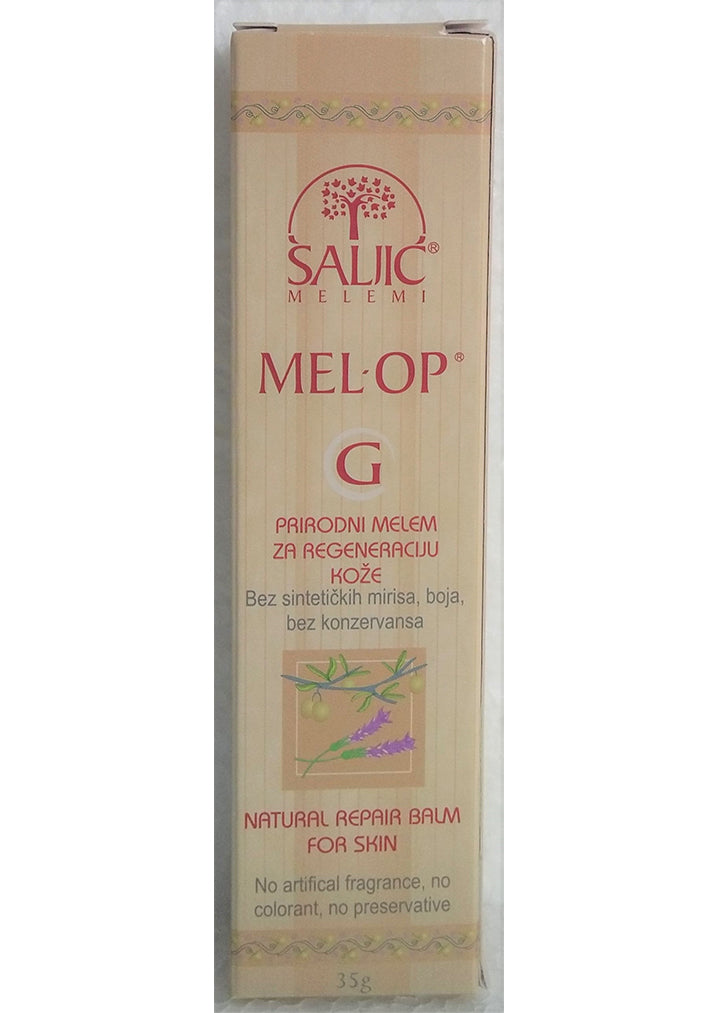 ŠALJIĆ®
MELEMI
MEL-OP®
G
PRIRODNI MELEM
ZA REGENERACIJU
KOŽE
Bez sintetičkih mirisa, boja,
bez konzervansa
NATURAL REPAIR BALM
FOR SKIN
No artifical fragrance, no
colorant, no preservative
35g